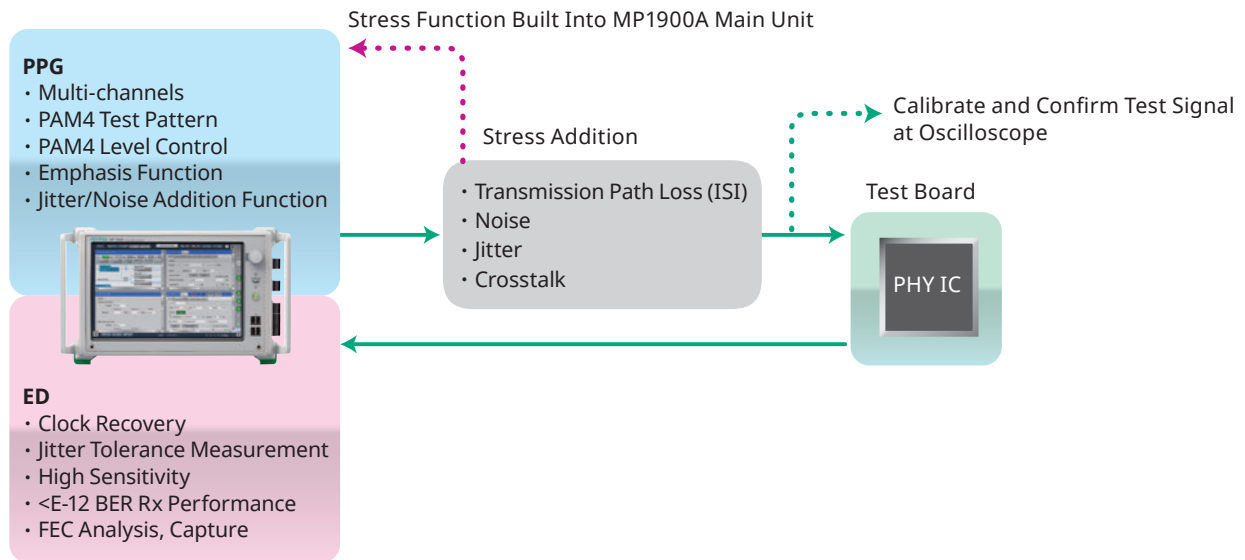 Stress Function Built Into MP1900A Main Unit
PPG
・Multi-channels
・PAM4 Test Pattern
・PAM4 Level Control
・Emphasis Function
・Jitter/Noise Addition Function
Stress Addition
・Transmission Path Loss (ISI)
・Noise
・Jitter
・Crosstalk
Calibrate and Confirm Test Signal
at Oscilloscope
Test Board
PHY IC
ED
・Clock Recovery
・Jitter Tolerance Measurement
・High Sensitivity
・<E-12 BER Rx Performance
・FEC Analysis, Capture